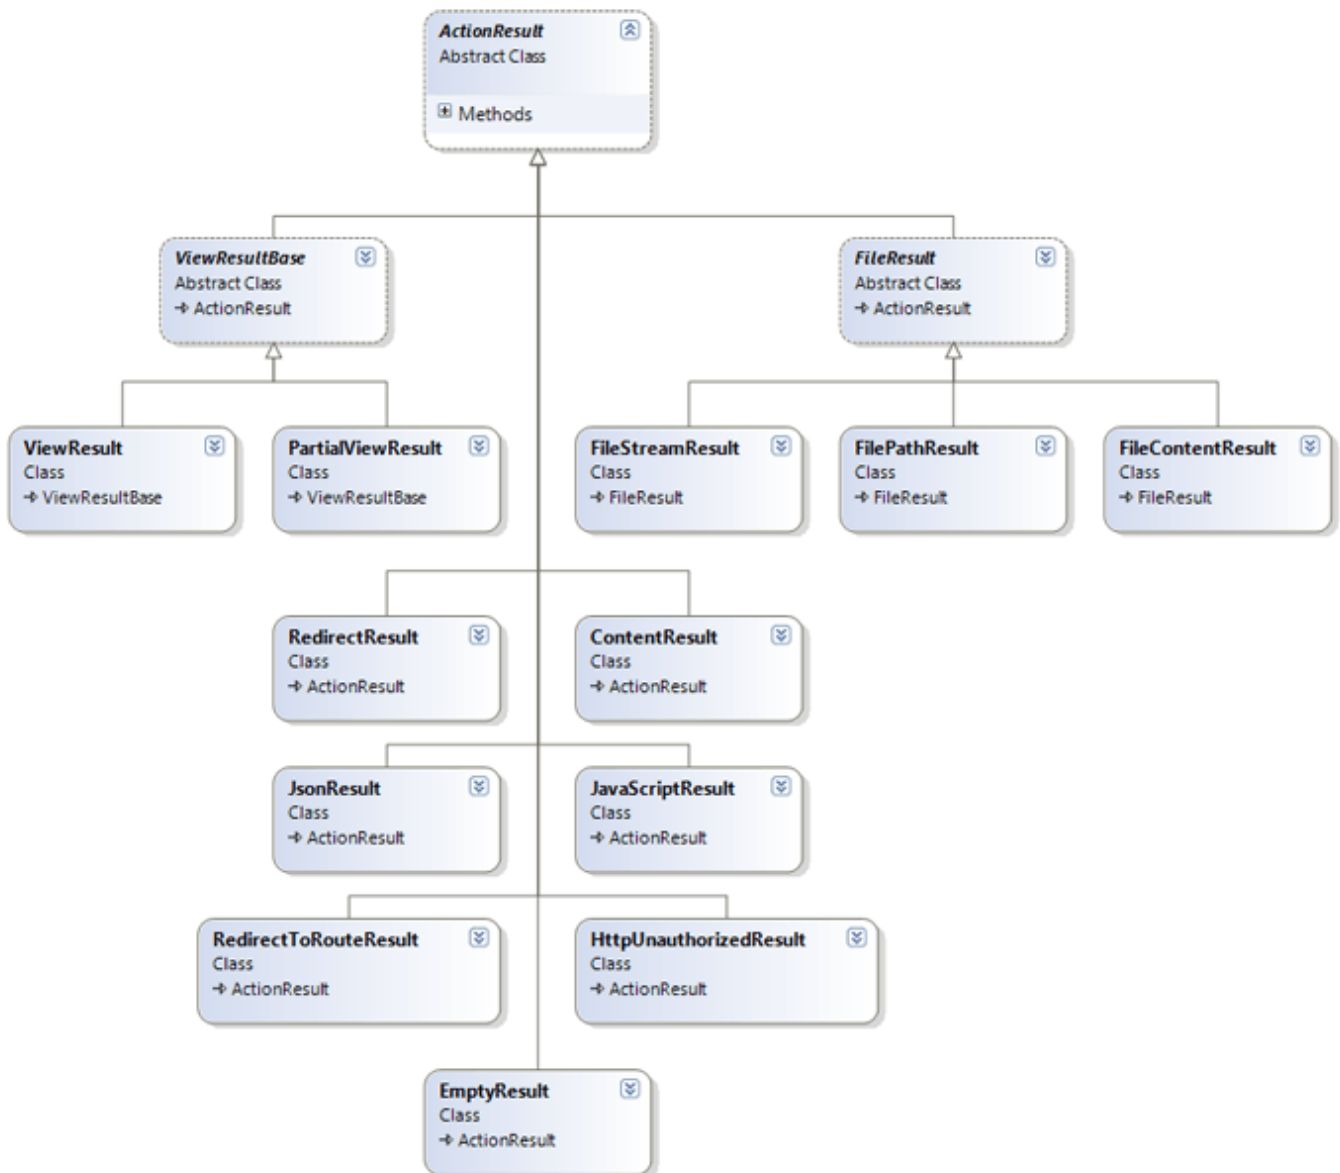 ActionResult
Abstract Class
Methods
ViewResultBase
Abstract Class
ActionResult
FileResult
Abstract Class
ActionResult
ViewResult
Class
ViewResultBase
PartialViewResult
Class
ViewResultBase
FileStreamResult
Class
FileResult
FilePathResult
Class
FileResult
FileContentResult
Class
FileResult
RedirectResult
Class
ActionResult
ContentResult
Class
ActionResult
JsonResult
Class
ActionResult
JavaScriptResult
Class
ActionResult
RedirectToRouteResult
Class
ActionResult
HttpUnauthorizedResult
Class
ActionResult
EmptyResult
Class
ActionResult